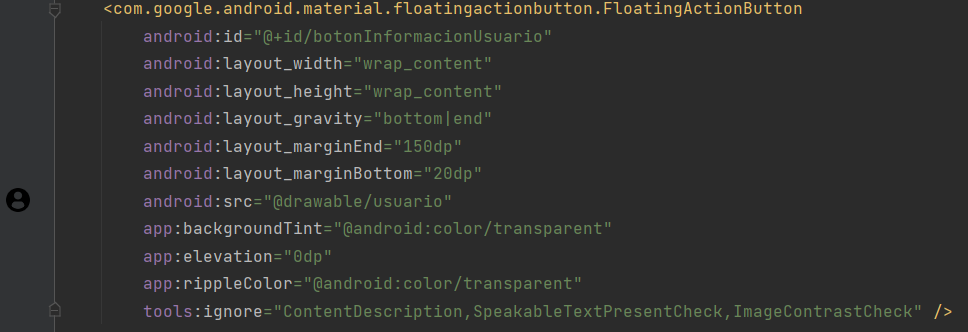 <com.google.android.material.floatingactionbutton.FloatingActionButton
android:id="@+id/botonInformacionUsuario"
android:layout_width="wrap_content"
android:layout_height="wrap_content"
android:layout_gravity="bottom|end"
android:layout_marginEnd="150dp"
android:layout_marginBottom="20dp"
android:src="@drawable/usuario"
app:backgroundTint="@android:color/transparent"
app:elevation="0dp"
app:rippleColor="@android:color/transparent"
tools:ignore="ContentDescription,SpeakableTextPresentCheck,ImageContrastCheck" />